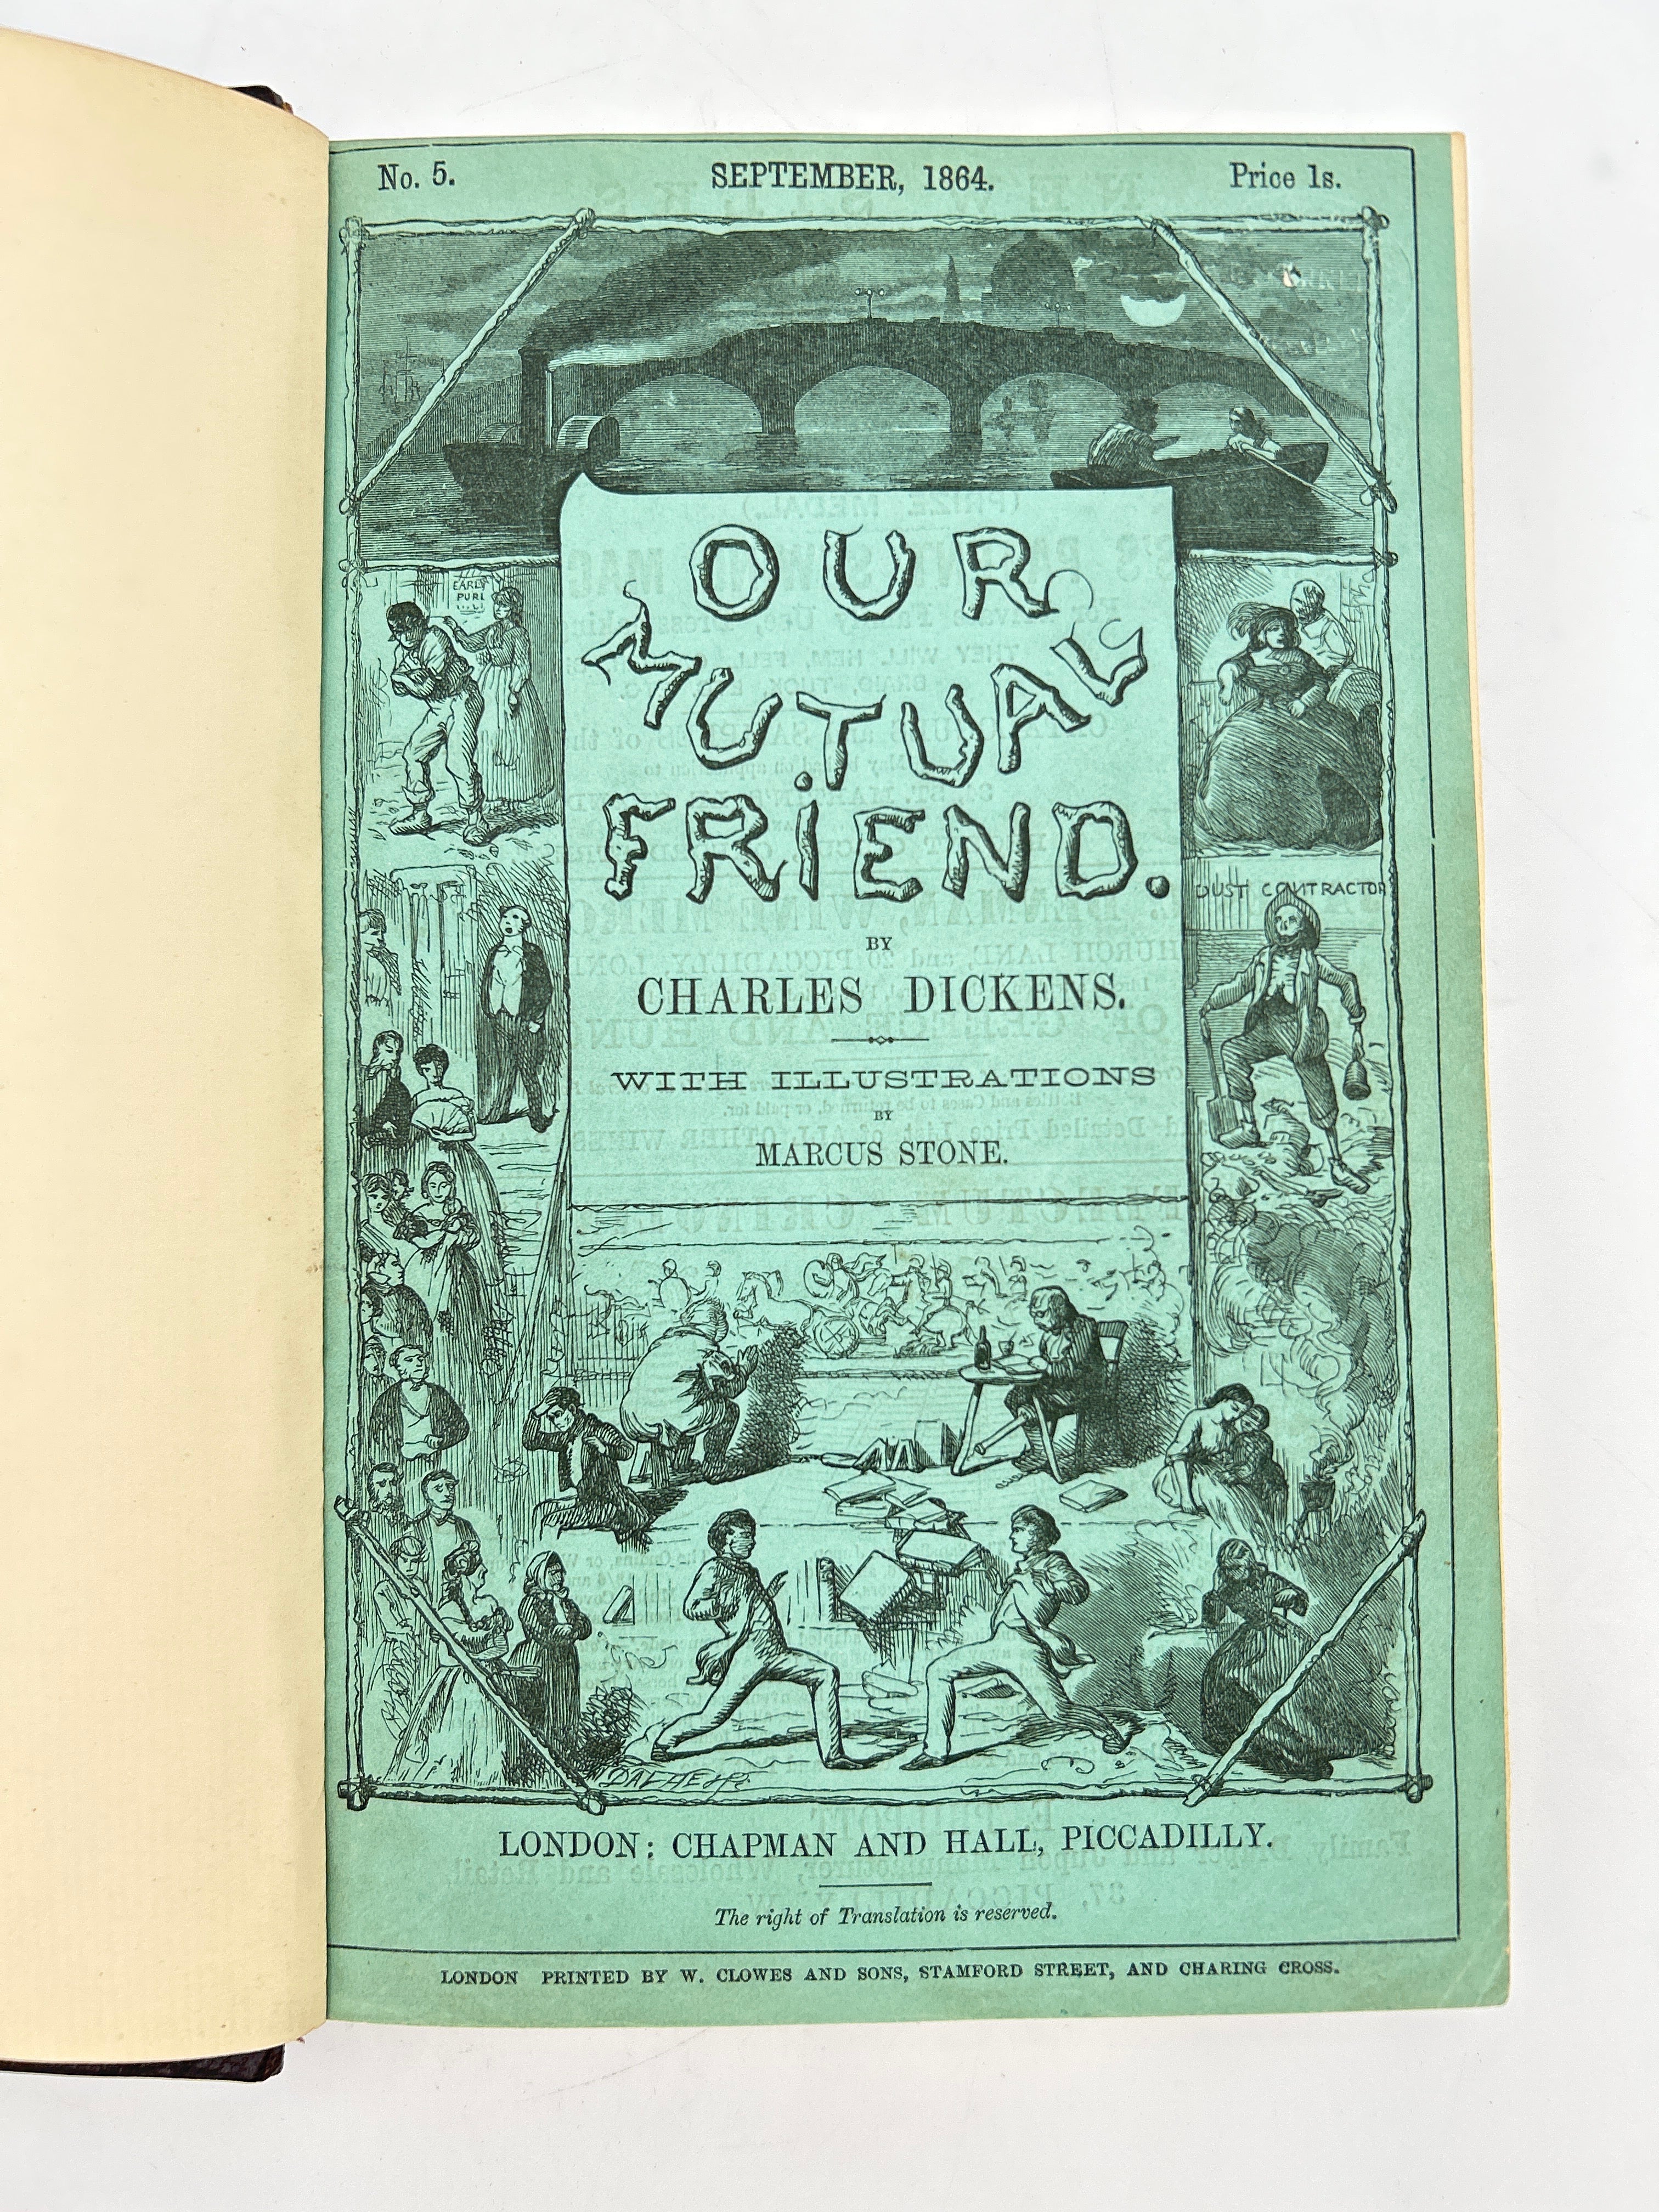 No. 5. SEPTEMBER, 1864. Price 1s.
EARLY
PURL
OUR
MUTUAL
FRIEND.
DUST CONTRACTOR
BY
CHARLES DICKENS.
WITH ILLUSTRATIONS
BY
MARCUS STONE.
DALZIEL
LONDON: CHAPMAN AND HALL, PICCADILLY.
The right of Translation is reserved.
LONDON PRINTED BY W. CLOWES AND SONS, STAMFORD STREET, AND CHARING CROSS.